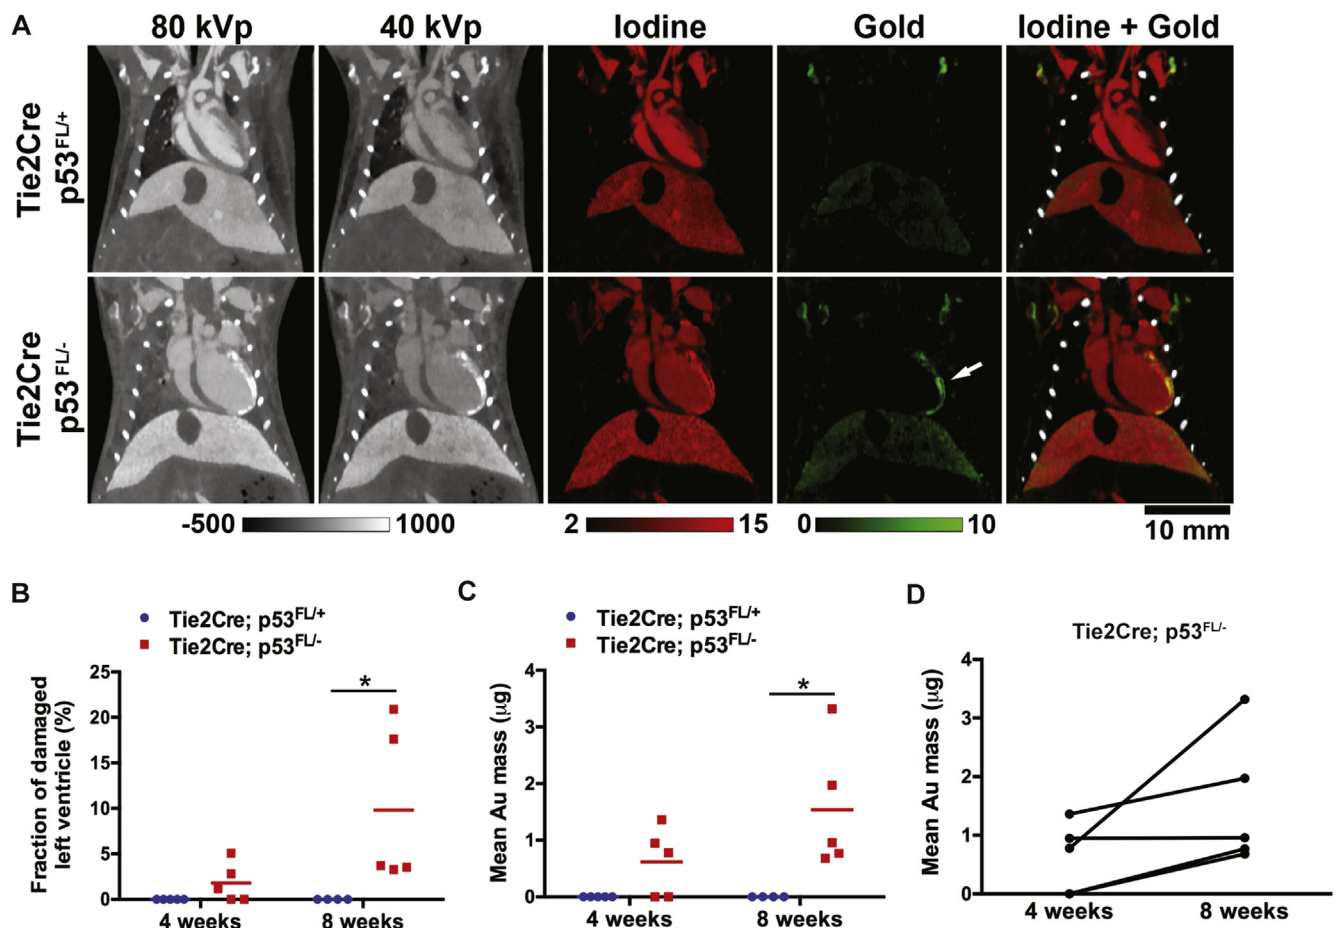 A
80 kVp 40 kVp Iodine Gold Iodine + Gold
Tie2Cre
p53FL/+
Tie2Cre
p53FL/-
-500 1000 2 15 0 10
10 mm
B
Tie2Cre; p53FL/+
Tie2Cre; p53FL/-
Fraction of damaged
left ventricle (%)
25
20
15
10
5
0
*
4 weeks 8 weeks
C
Tie2Cre; p53FL/+
Tie2Cre; p53FL/-
Mean Au mass (µg)
4
3
2
1
0
*
4 weeks 8 weeks
D
Tie2Cre; p53FL/-
Mean Au mass (µg)
4
3
2
1
0
4 weeks 8 weeks